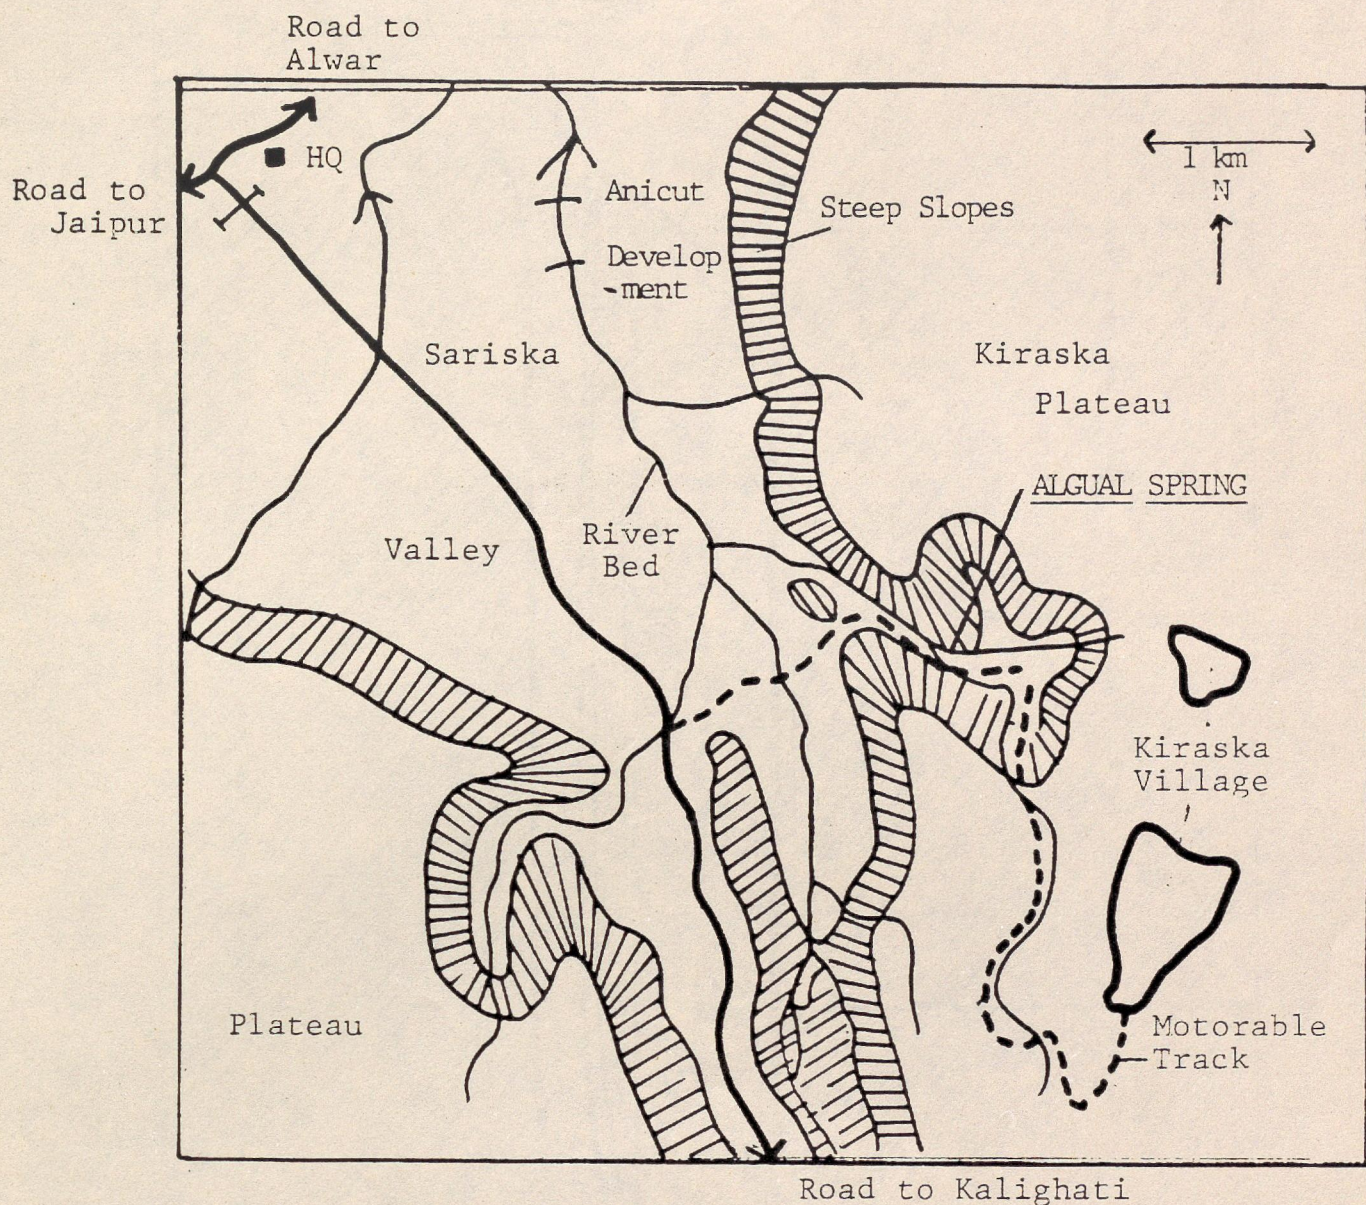 Road to
Alwar
HQ
Road to
Jaipur
Anicut
Develop
-ment
Steep Slopes
1 km
N
Sariska
Kiraska
Plateau
ALGUAL SPRING
Valley
River
Bed
Kiraska
Village
Plateau
Motorable
Track
Road to Kalighati